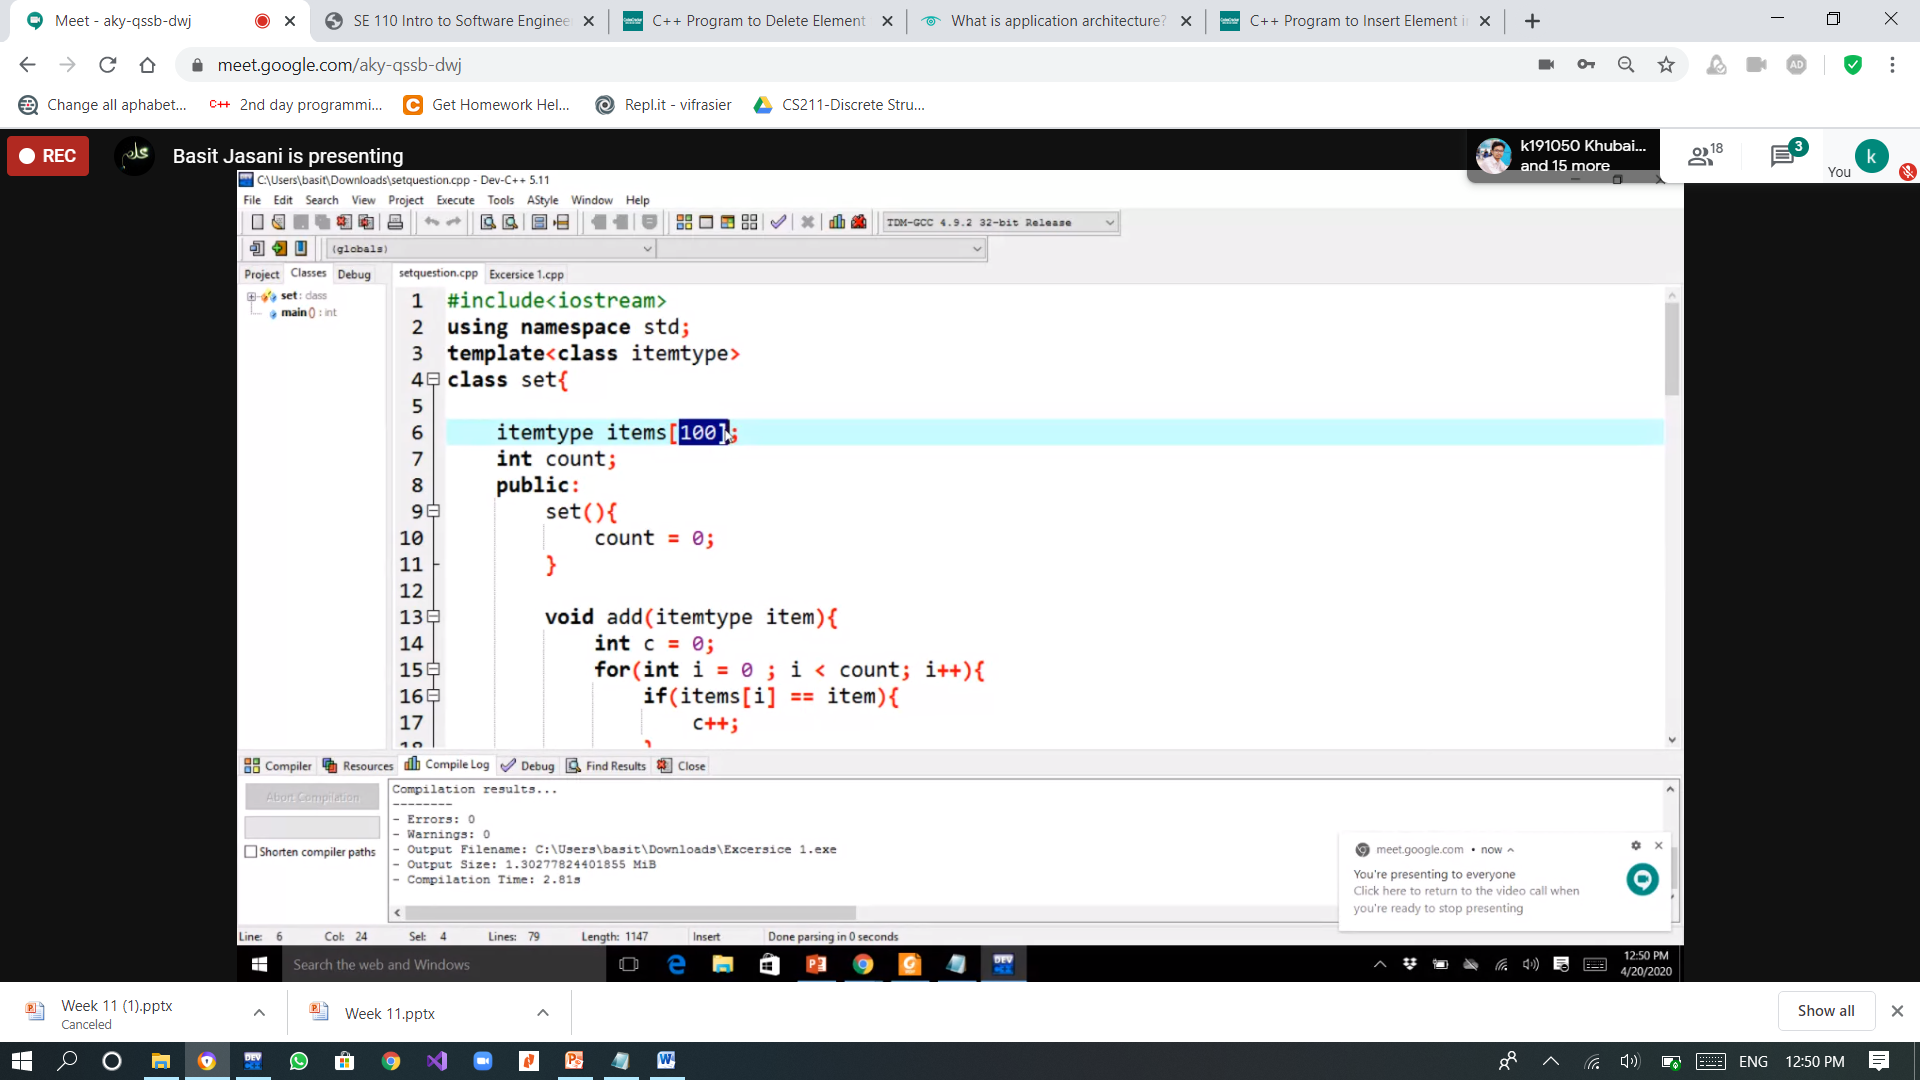 Meet - aky-qssb-dwj
SE 110 Intro to Software Enginee
C++ Program to Delete Element
What is application architecture?
C++ Program to Insert Element i
meet.google.com/aky-qssb-dwj
Change all aphabet...
2nd day programmi...
Get Homework Hel...
Repl.it - vifrasier
CS211-Discrete Stru...
REC
Basit Jasani is presenting
k191050 Khubai...
and 15 more
18
3
You
k
C:\Users\basit\Downloads\setquestion.cpp - Dev-C++ 5.11
File Edit Search View Project Execute Tools AStyle Window Help
TDM-GCC 4.9.2 32-bit Release
(globals)
Project Classes Debug
setquestion.cpp Excersice 1.cpp
set : class
main () : int
1 #include<iostream>
2 using namespace std;
3 template<class itemtype>
4 class set{
5
6 itemtype items[100];
7 int count;
8 public:
9 set(){
10 count = 0;
11 }
12
13 void add(itemtype item){
14 int c = 0;
15 for(int i = 0 ; i < count; i++){
16 if(items[i] == item){
17 c++;
18 }
Compiler Resources Compile Log Debug Find Results Close
Abort Compilation
Shorten compiler paths
Compilation results...
--------
- Errors: 0
- Warnings: 0
- Output Filename: C:\Users\basit\Downloads\Excersice 1.exe
- Output Size: 1.30277824401855 MiB
- Compilation Time: 2.81s
meet.google.com • now
You're presenting to everyone
Click here to return to the video call when
you're ready to stop presenting
Line: 6 Col: 24 Sel: 4 Lines: 79 Length: 1147 Insert Done parsing in 0 seconds
Search the web and Windows
DEV
12:50 PM
4/20/2020
Week 11 (1).pptx
Canceled
Week 11.pptx
Show all
DEV
ENG
12:50 PM